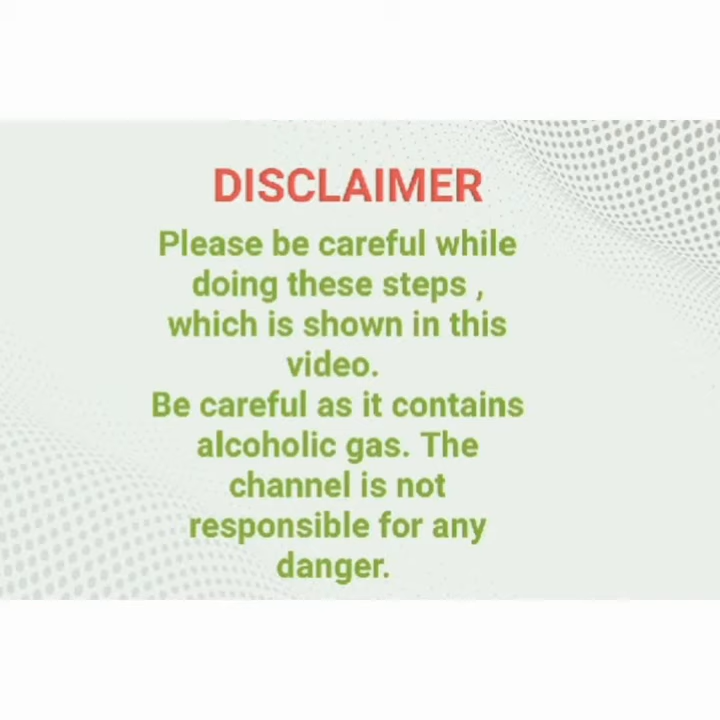 DISCLAIMER
Please be careful while
doing these steps ,
which is shown in this
video.
Be careful as it contains
alcoholic gas. The
channel is not
responsible for any
danger.